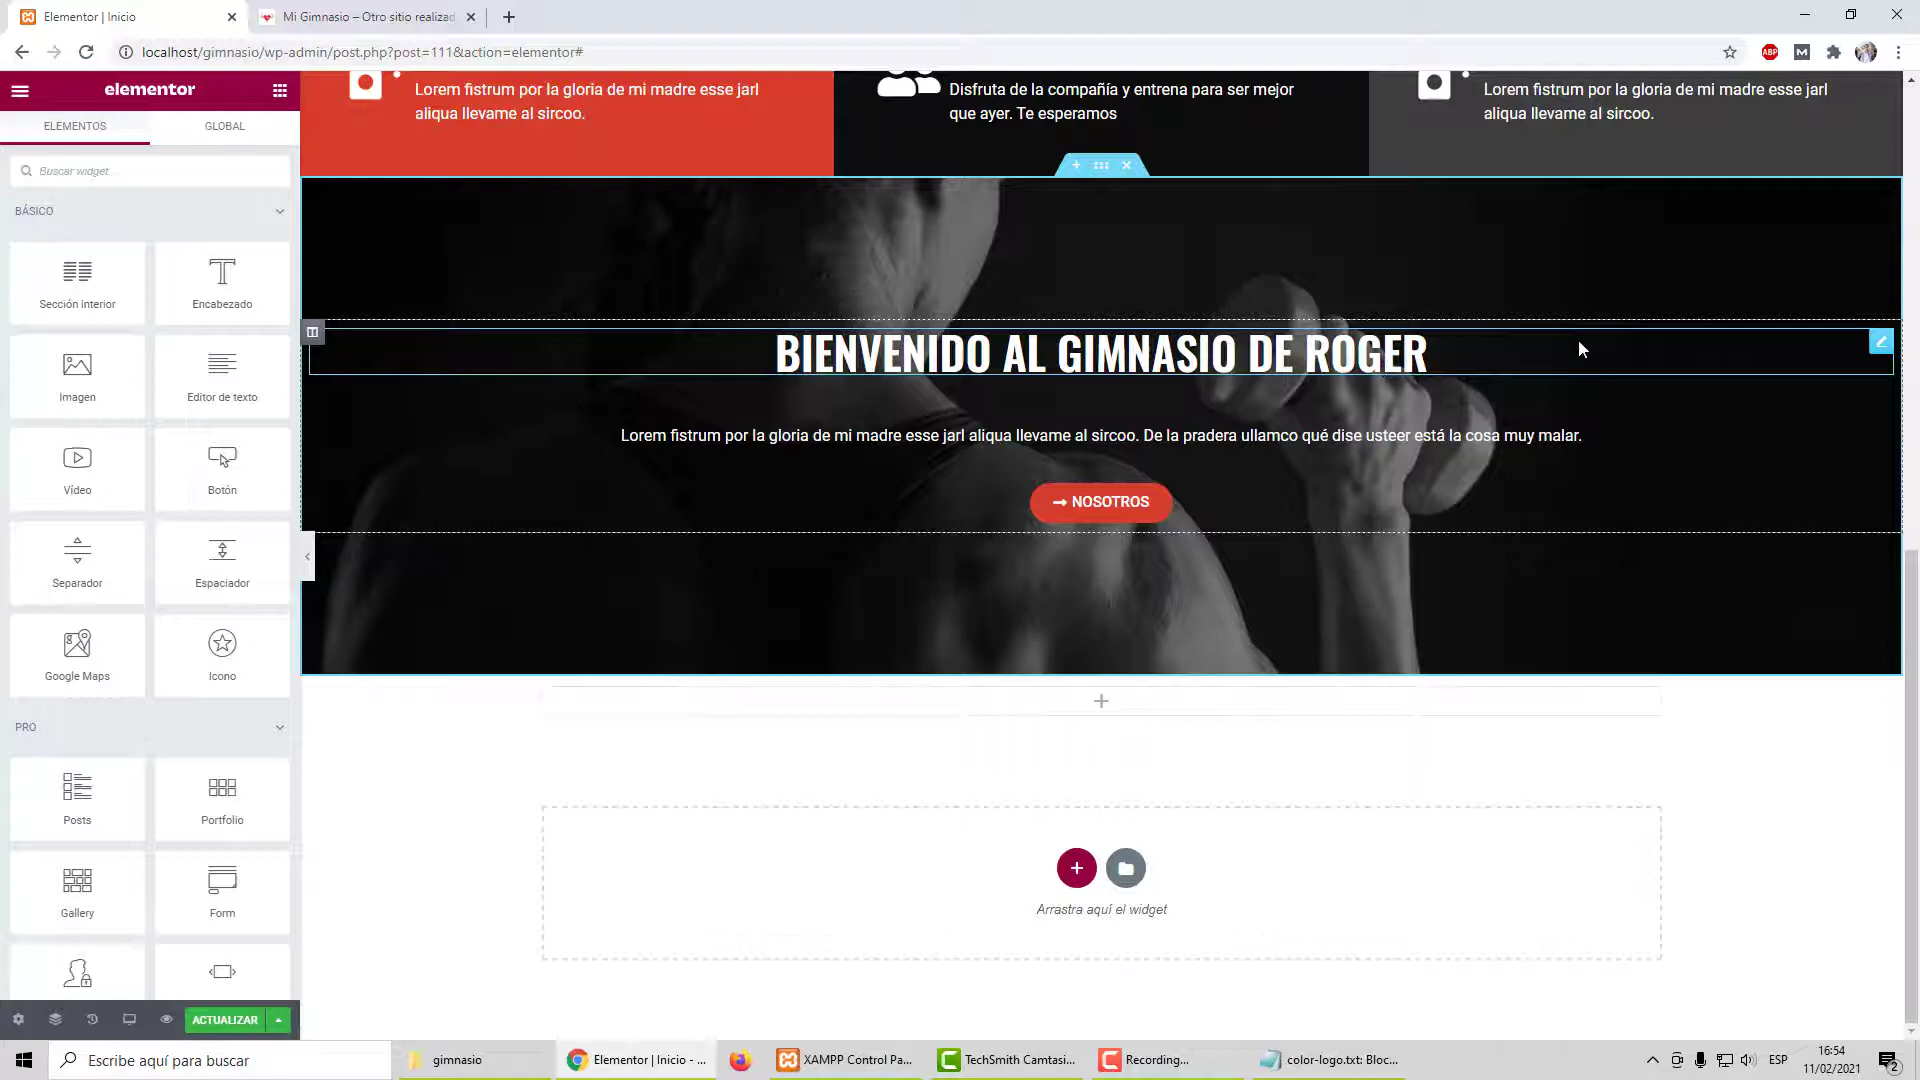 Elementor | Inicio
Mi Gimnasio – Otro sitio realizad
localhost/gimnasio/wp-admin/post.php?post=111&action=elementor#
ABP
elementor
ELEMENTOS
GLOBAL
Buscar widget...
BÁSICO
Sección interior
Encabezado
Imagen
Editor de texto
Vídeo
Botón
Separador
Espaciador
Google Maps
Icono
PRO
Posts
Portfolio
Gallery
Form
ACTUALIZAR
Lorem fistrum por la gloria de mi madre esse jarl
aliqua llevame al sircoo.
Disfruta de la compañía y entrena para ser mejor
que ayer. Te esperamos
Lorem fistrum por la gloria de mi madre esse jarl
aliqua llevame al sircoo.
BIENVENIDO AL GIMNASIO DE ROGER
Lorem fistrum por la gloria de mi madre esse jarl aliqua llevame al sircoo. De la pradera ullamco qué dise usteer está la cosa muy malar.
NOSOTROS
Arrastra aquí el widget
Escribe aquí para buscar
gimnasio
Elementor | Inicio - ...
XAMPP Control Pa...
TechSmith Camtasi...
Recording...
color-logo.txt: Bloc...
ESP
16:54
11/02/2021
2